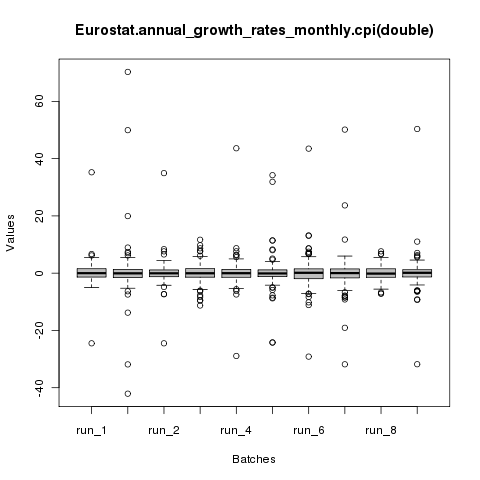 Eurostat.annual_growth_rates_monthly.cpi(double)
60
40
20
0
-20
-40
Values
run_1 run_2 run_4 run_6 run_8
Batches